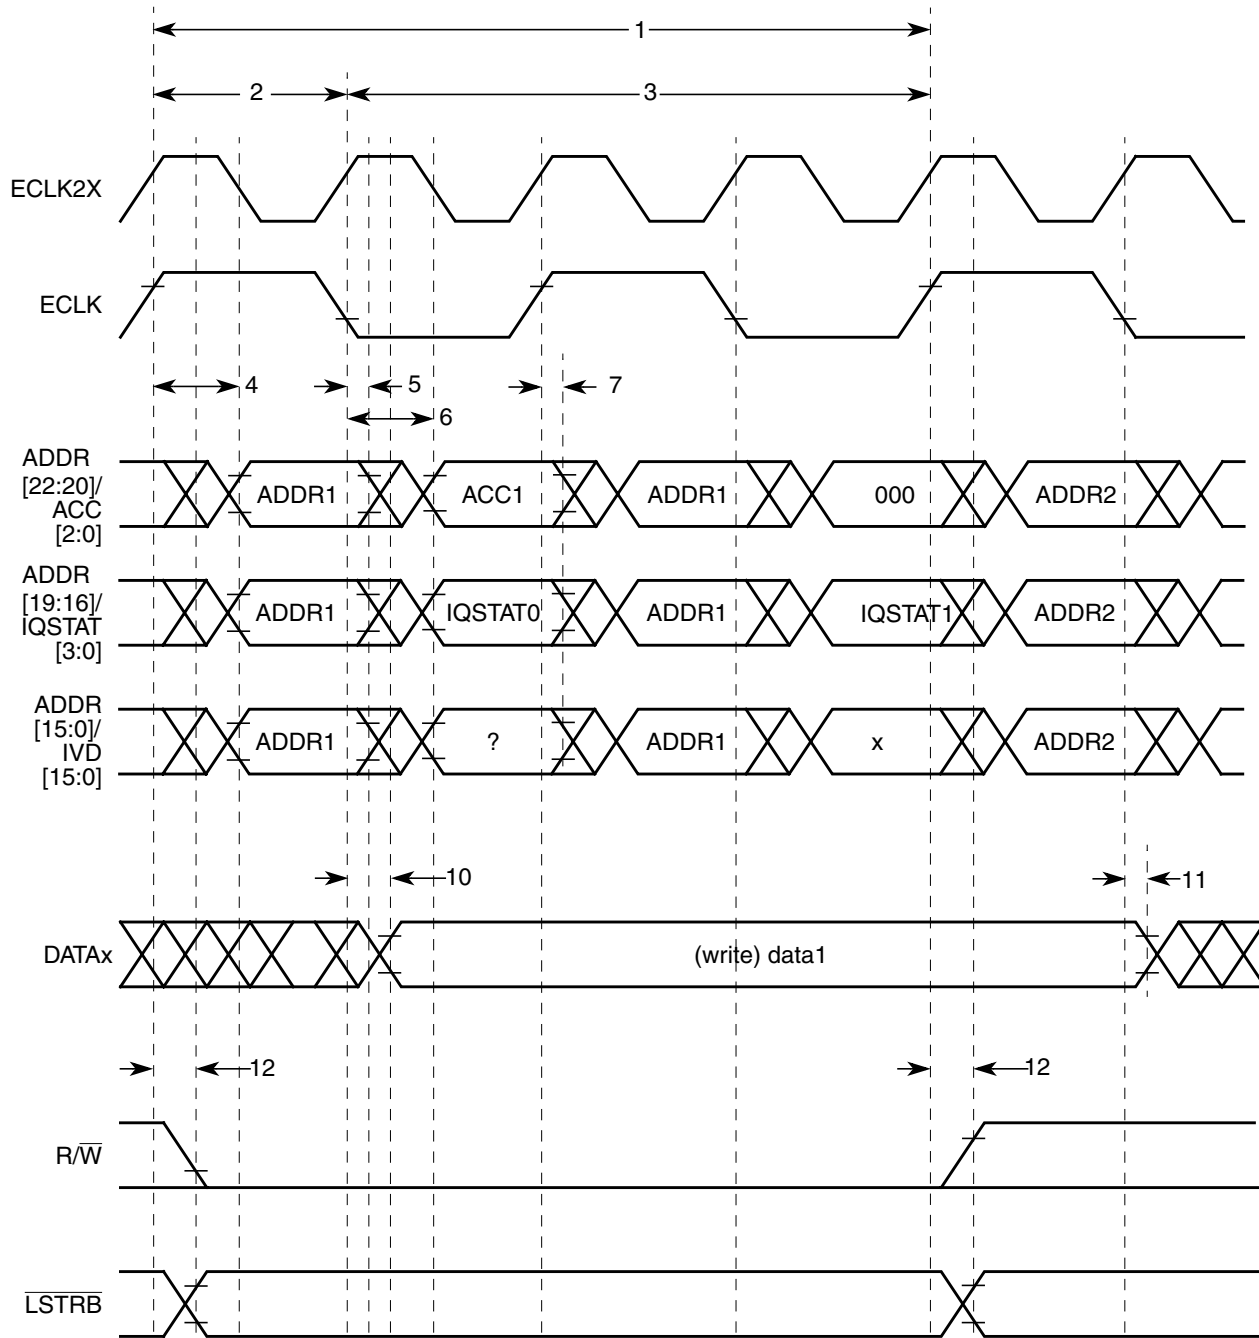 1
2
3
ECLK2X
ECLK
4
5
7
6
ADDR
[22:20]/
ACC
[2:0]
ADDR1
ACC1
ADDR1
000
ADDR2
ADDR
[19:16]/
IQSTAT
[3:0]
ADDR1
IQSTAT0
ADDR1
IQSTAT1
ADDR2
ADDR
[15:0]/
IVD
[15:0]
ADDR1
?
ADDR1
x
ADDR2
10
11
DATAx
(write) data1
12
12
R/W̅
L̅S̅T̅R̅B̅